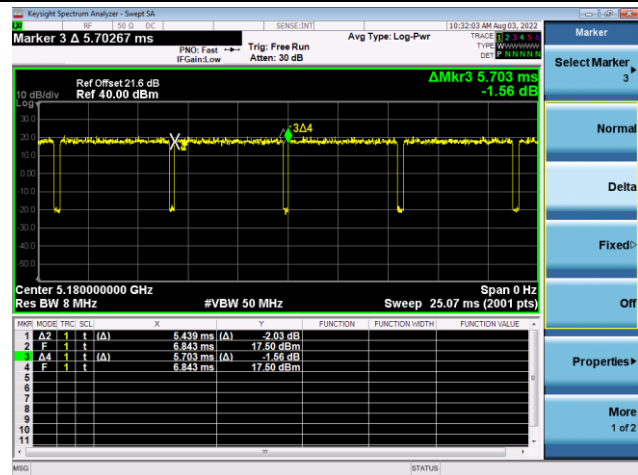 Keysight Spectrum Analyzer - Swept SA
RF 50 Ω DC SENSE:INT 10:32:03 AM Aug 03, 2022
Marker 3 Δ 5.70267 ms Avg Type: Log-Pwr TRACE 1 2 3 4 5 6
PNO: Fast Trig: Free Run TYPE WWWWWW
IFGain:Low Atten: 30 dB DET P N N N N N
Ref Offset 21.6 dB ΔMkr3 5.703 ms
10 dB/div Ref 40.00 dBm -1.56 dB
Log
30.0
20.0
10.0
0.00
-10.0
-20.0
-30.0
-40.0
-50.0
3Δ4
Center 5.180000000 GHz Span 0 Hz
Res BW 8 MHz #VBW 50 MHz Sweep 25.07 ms (2001 pts)
MKR MODE TRC SCL X Y FUNCTION FUNCTION WIDTH FUNCTION VALUE
1 Δ2 1 t (Δ) 5.439 ms (Δ) -2.03 dB
2 F 1 t 6.843 ms 17.50 dBm
3 Δ4 1 t (Δ) 5.703 ms (Δ) -1.56 dB
4 F 1 t 6.843 ms 17.50 dBm
5
6
7
8
9
10
11
MSG STATUS
Marker
Select Marker
3
Normal
Delta
Fixed
Off
Properties
More
1 of 2